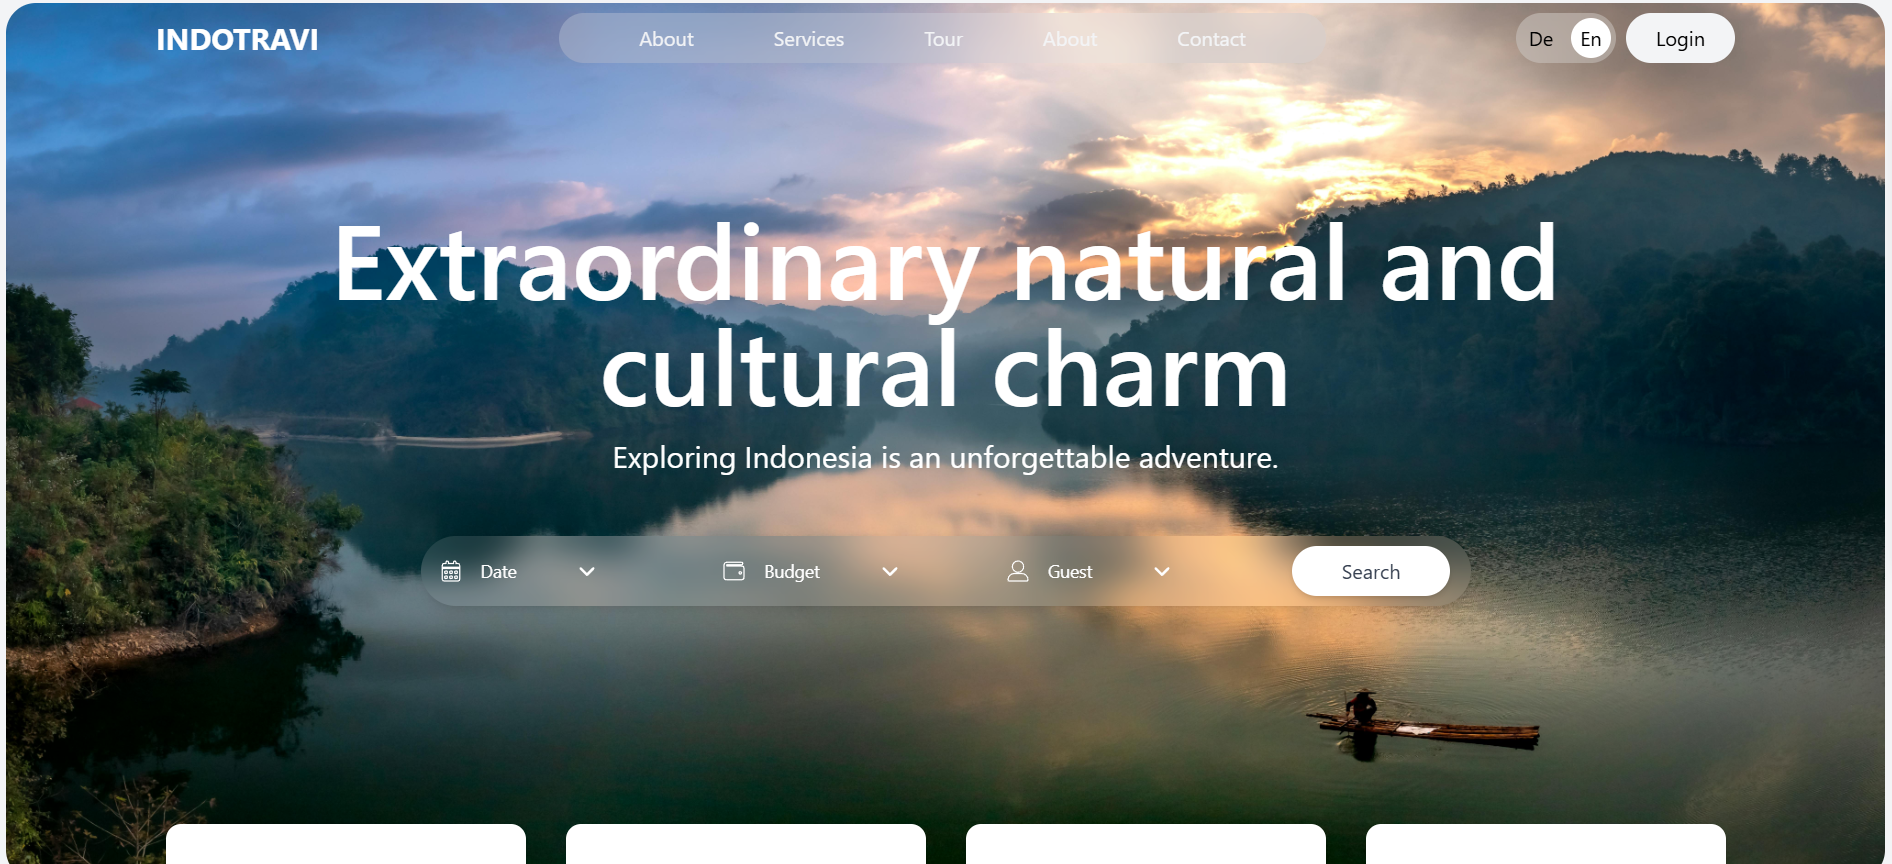 INDOTRAVI
About Services Tour About Contact
De En Login
Extraordinary natural and
cultural charm
Exploring Indonesia is an unforgettable adventure.
Date Budget Guest Search